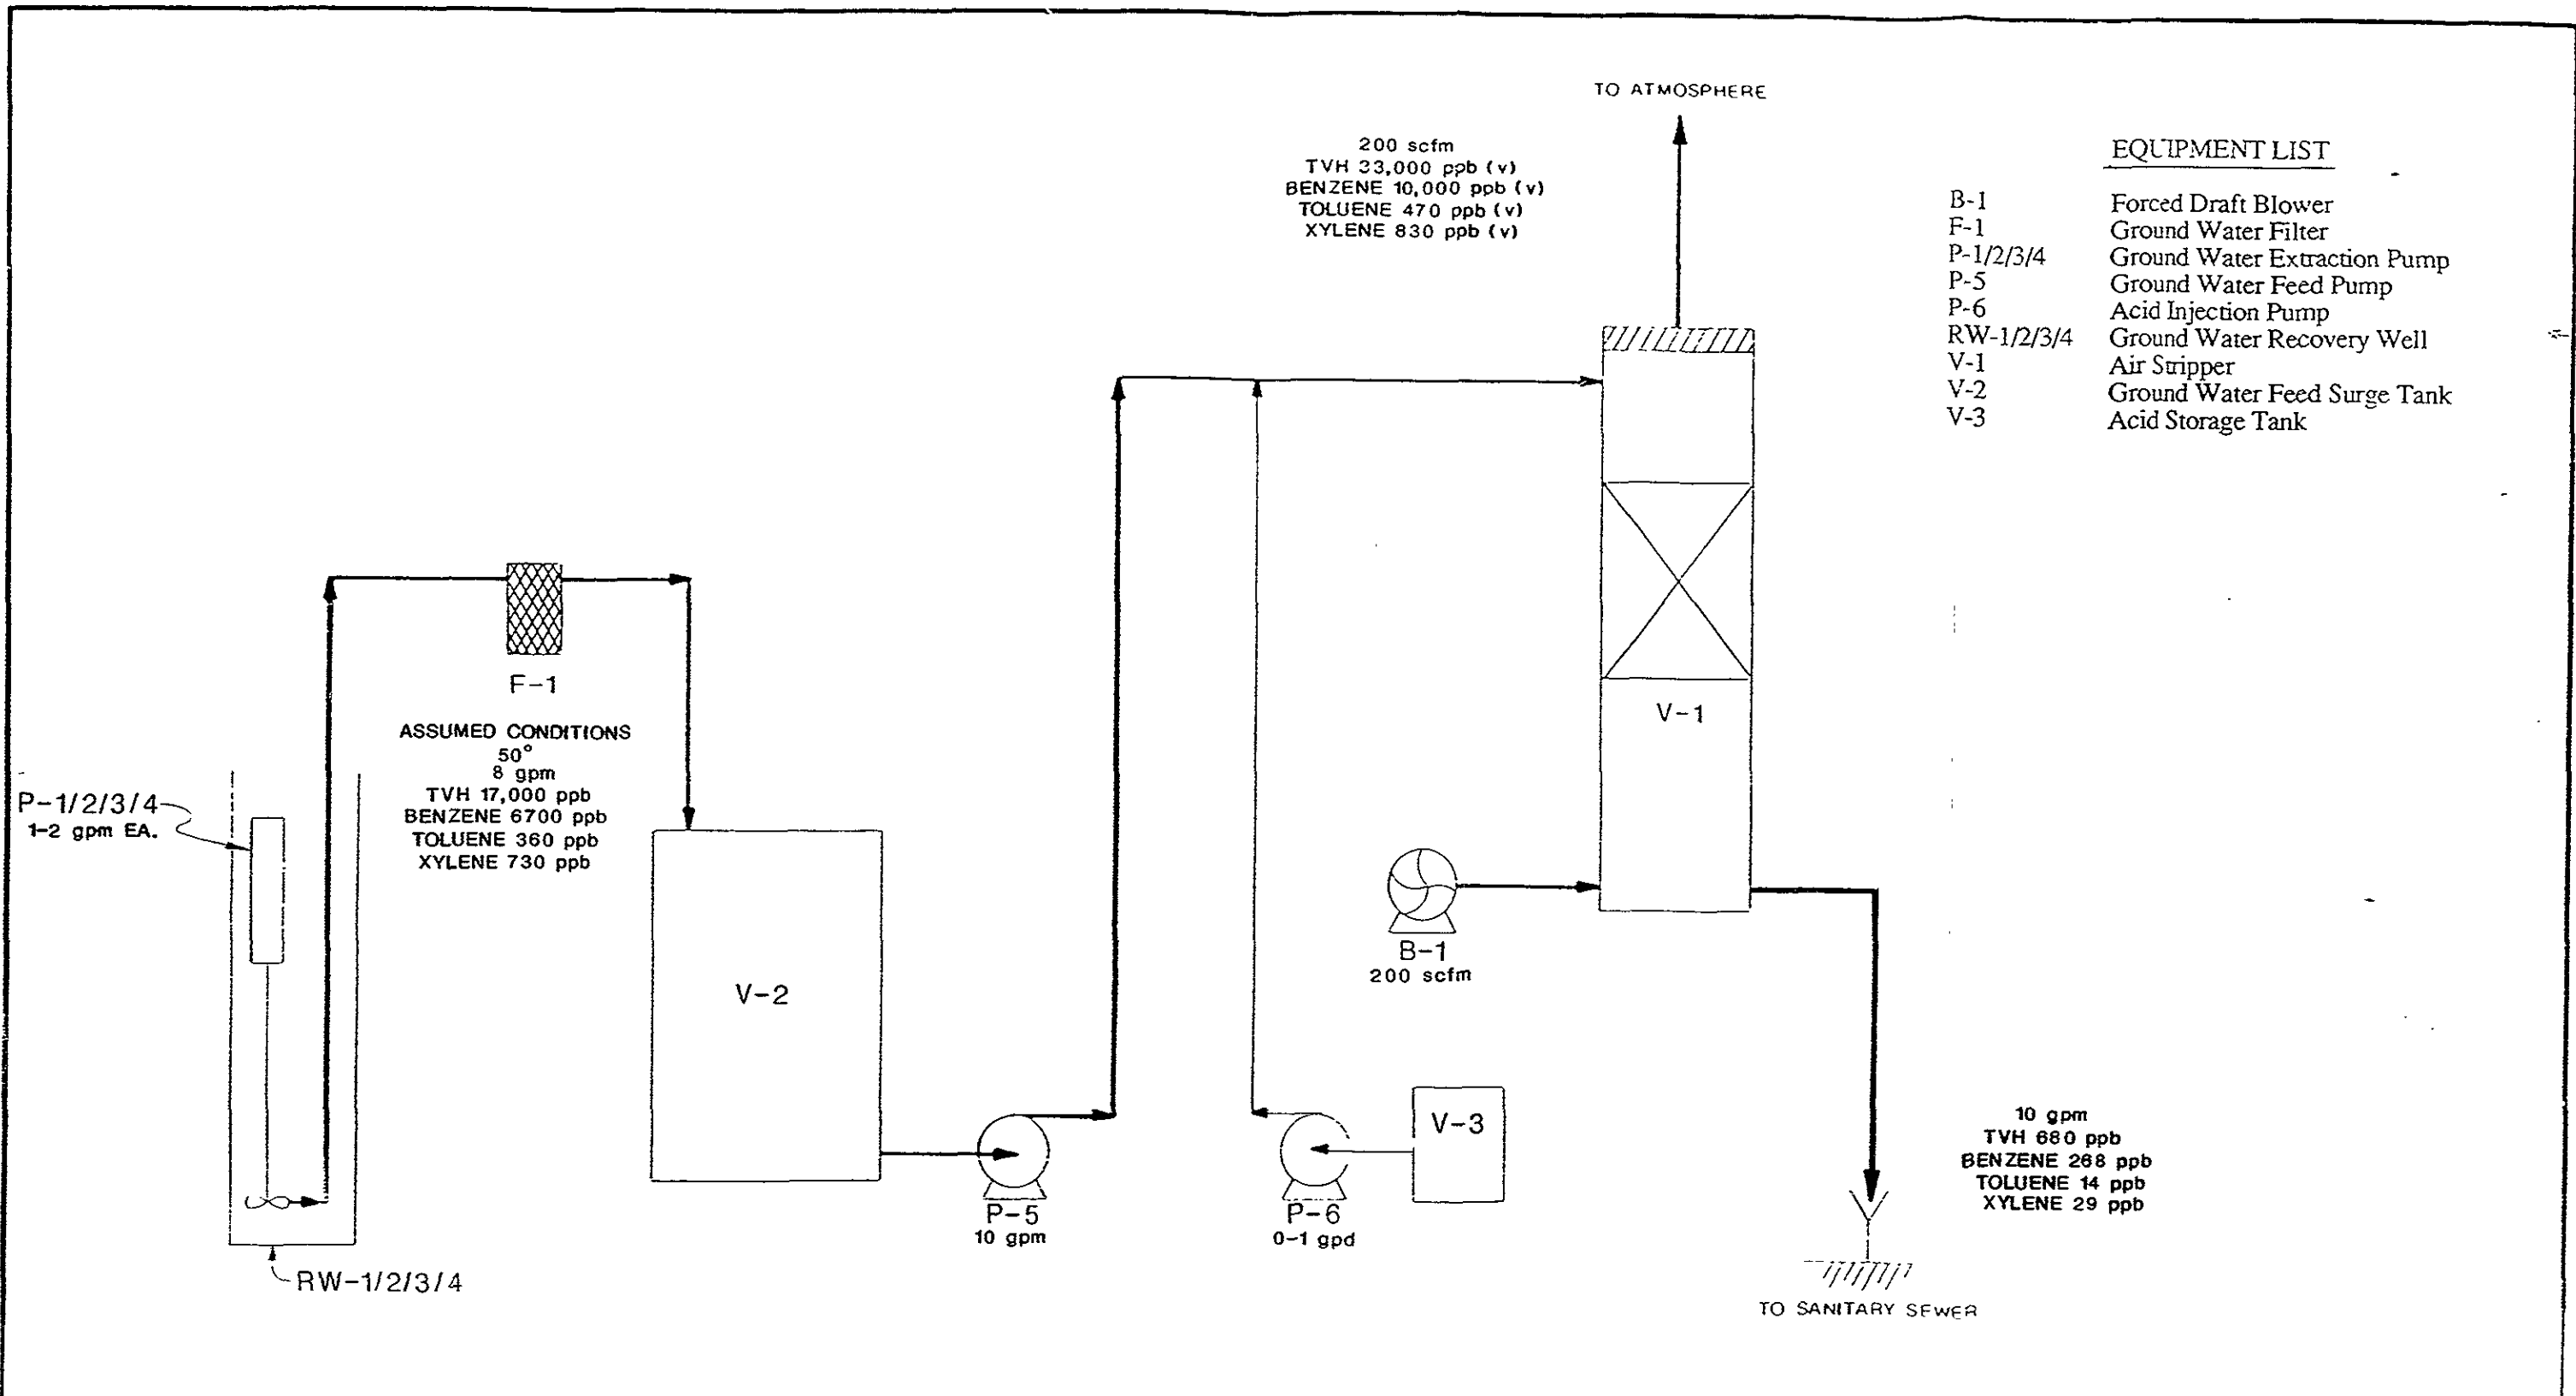 TO ATMOSPHERE
200 scfm
TVH 33,000 ppb (v)
BENZENE 10,000 ppb (v)
TOLUENE 470 ppb (v)
XYLENE 830 ppb (v)
EQUIPMENT LIST
B-1 Forced Draft Blower
F-1 Ground Water Filter
P-1/2/3/4 Ground Water Extraction Pump
P-5 Ground Water Feed Pump
P-6 Acid Injection Pump
RW-1/2/3/4 Ground Water Recovery Well
V-1 Air Stripper
V-2 Ground Water Feed Surge Tank
V-3 Acid Storage Tank
F-1
ASSUMED CONDITIONS
50°
8 gpm
TVH 17,000 ppb
BENZENE 6700 ppb
TOLUENE 360 ppb
XYLENE 730 ppb
P-1/2/3/4
1-2 gpm EA.
V-1
B-1
200 scfm
V-2
V-3
P-5
10 gpm
P-6
0-1 gpd
RW-1/2/3/4
10 gpm
TVH 680 ppb
BENZENE 268 ppb
TOLUENE 14 ppb
XYLENE 29 ppb
TO SANITARY SEWER